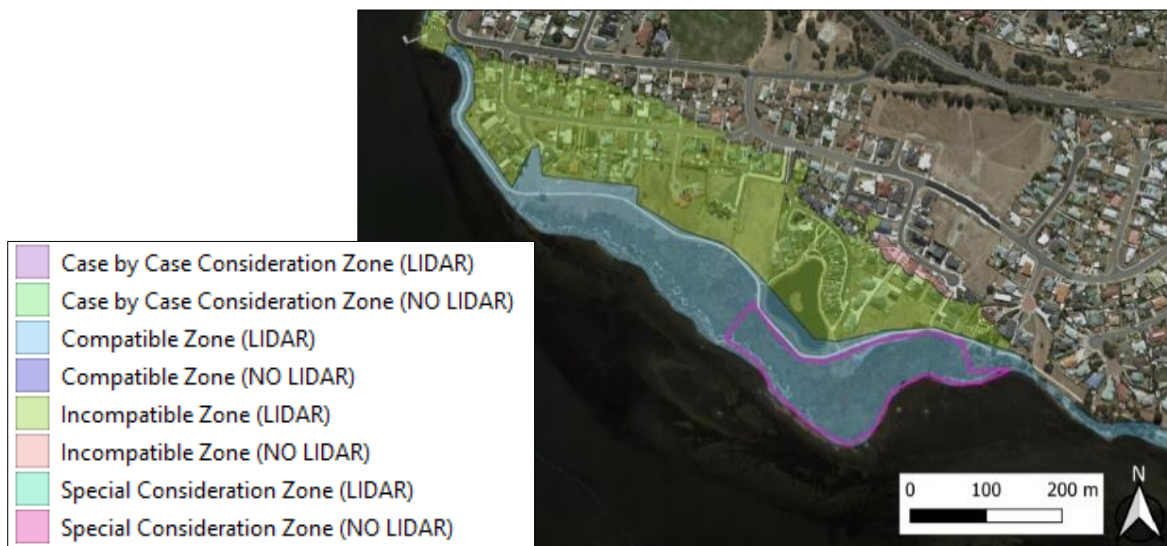 Case by Case Consideration Zone (LIDAR)
Case by Case Consideration Zone (NO LIDAR)
Compatible Zone (LIDAR)
Compatible Zone (NO LIDAR)
Incompatible Zone (LIDAR)
Incompatible Zone (NO LIDAR)
Special Consideration Zone (LIDAR)
Special Consideration Zone (NO LIDAR)
0 100 200 m
N